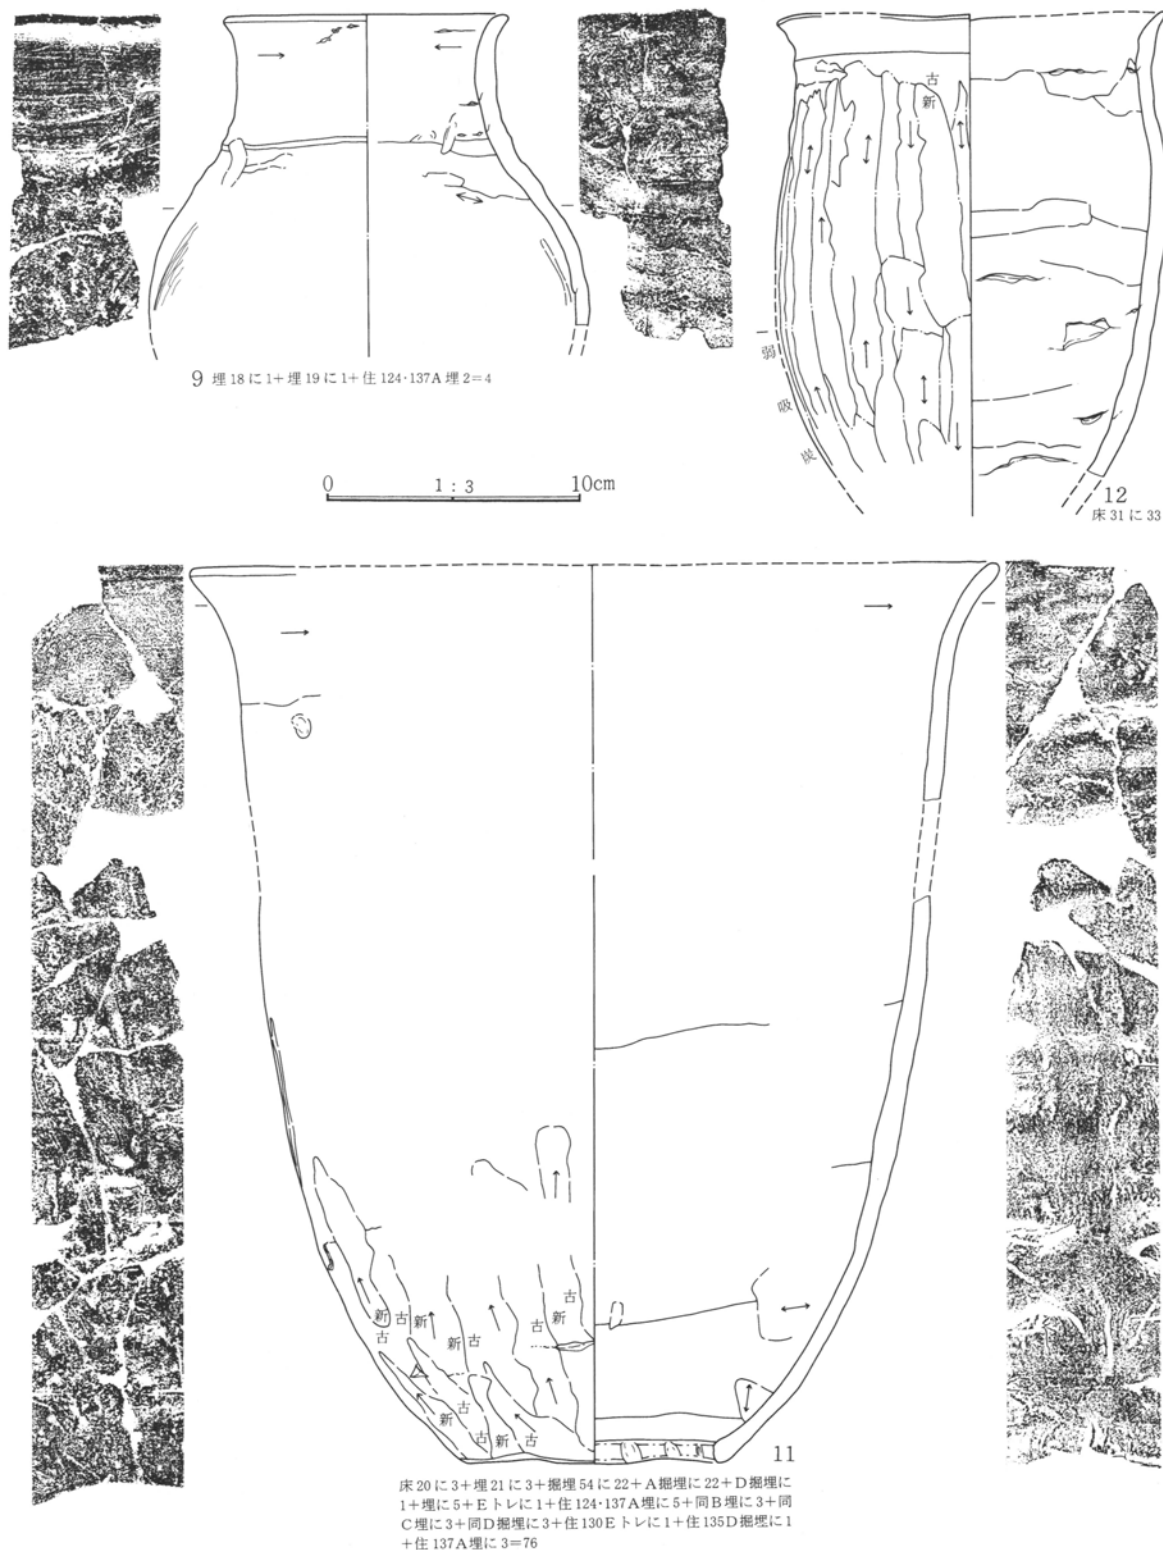 古
新
弱
吸
炭
9 埋18に1+埋19に1+住124·137A埋2=4
0 1：3 10cm
12
床31に33
新 古 新
古
新 古
古 新 古
新
古
古 新 古
11
床20に3+埋21に3+掘埋54に22+A掘埋に22+D掘埋に
1+埋に5+Eトレに1+住124·137A埋に5+同B埋に3+同
C埋に3+同D掘埋に3+住130Eトレに1+住135D掘埋に1
+住137A埋に3=76